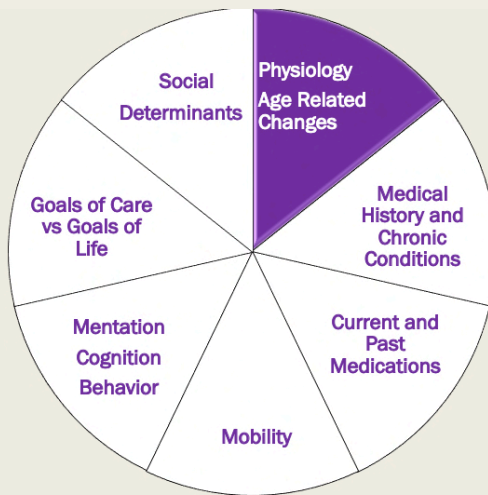 Physiology
Age Related
Changes
Medical
History and
Chronic
Conditions
Current and
Past
Medications
Mobility
Mentation
Cognition
Behavior
Goals of Care
vs Goals of
Life
Social
Determinants